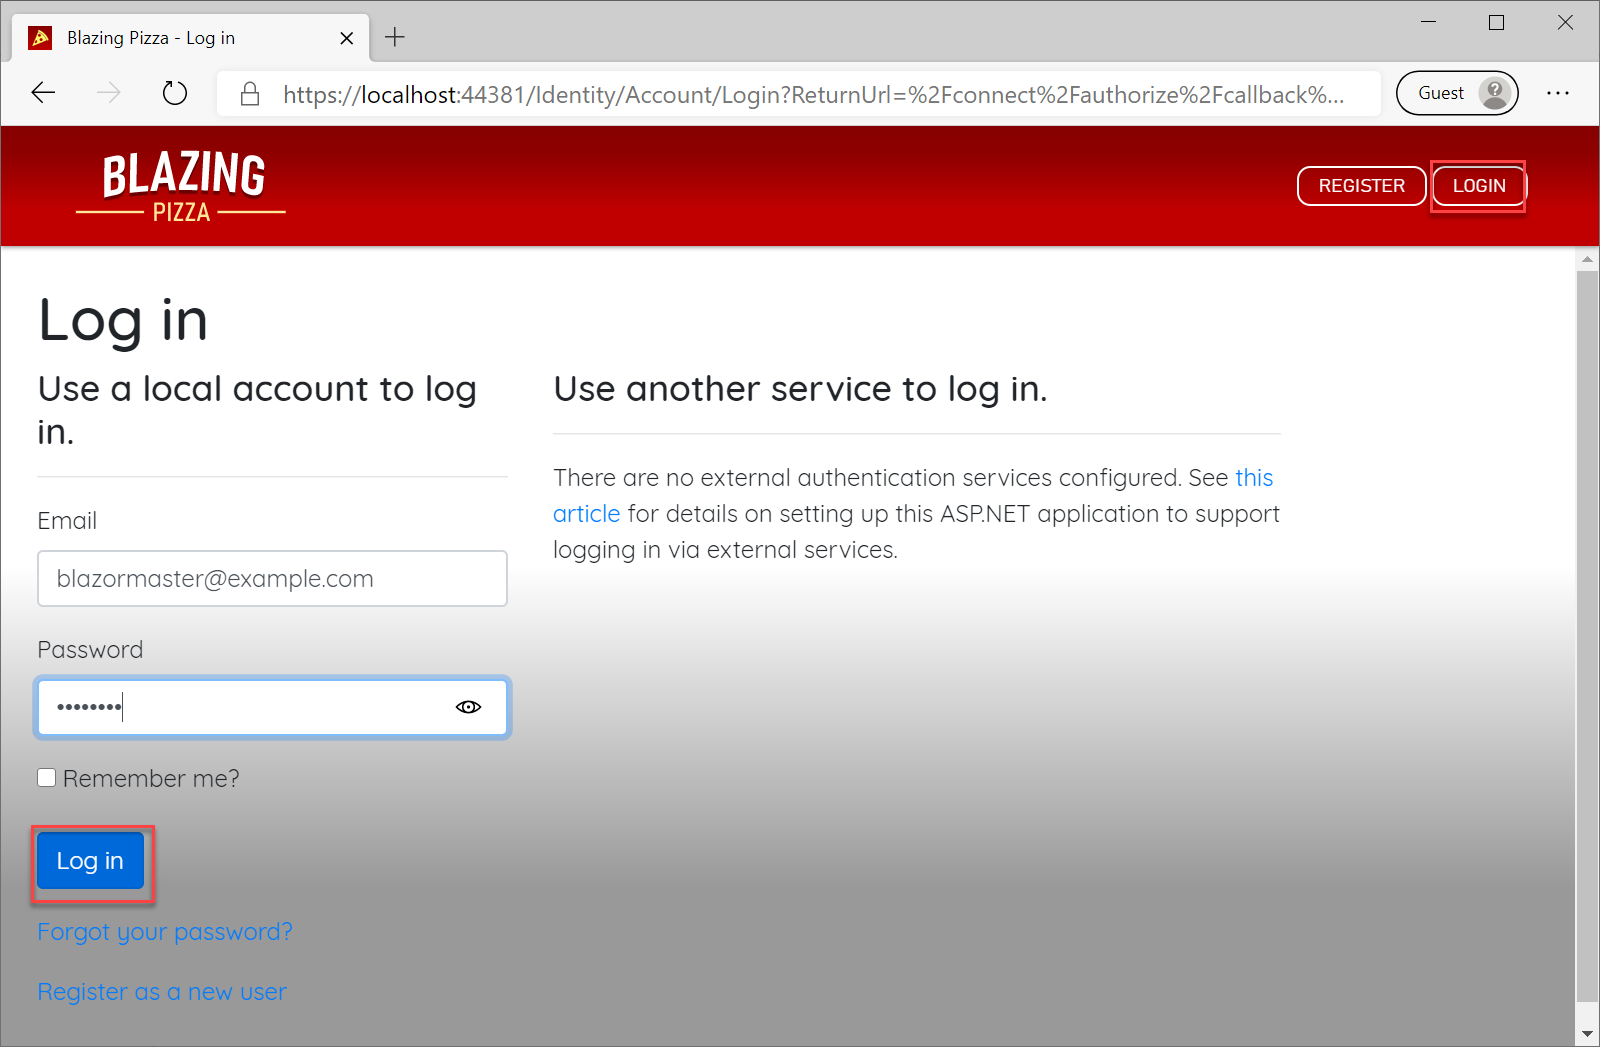 Blazing Pizza - Log in
https://localhost:44381/Identity/Account/Login?ReturnUrl=%2Fconnect%2Fauthorize%2Fcallback%...
Guest
BLAZING
PIZZA
REGISTER
LOGIN
Log in
Use a local account to log
in.
Email
blazormaster@example.com
Password
••••••••
Remember me?
Log in
Forgot your password?
Register as a new user
Use another service to log in.
There are no external authentication services configured. See this
article for details on setting up this ASP.NET application to support
logging in via external services.